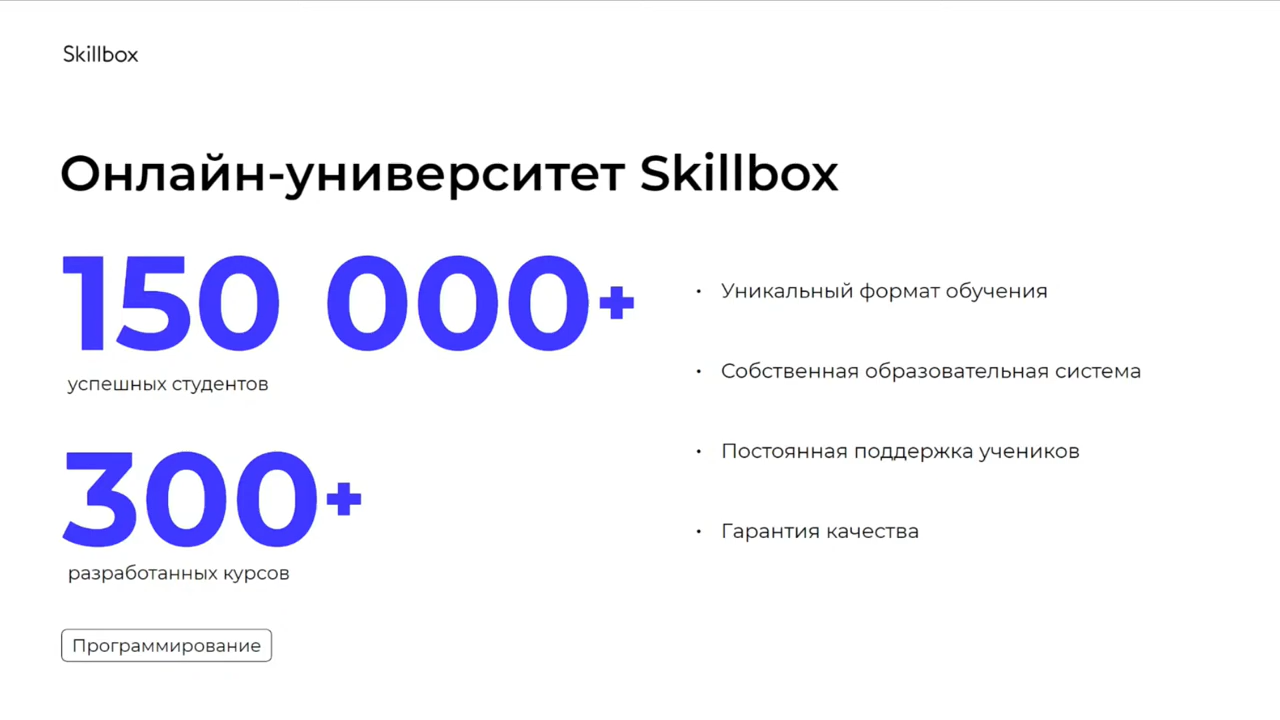 Skillbox
Онлайн-университет Skillbox
150 000+
успешных студентов
300+
разработанных курсов
Программирование
• Уникальный формат обучения
• Собственная образовательная система
• Постоянная поддержка учеников
• Гарантия качества